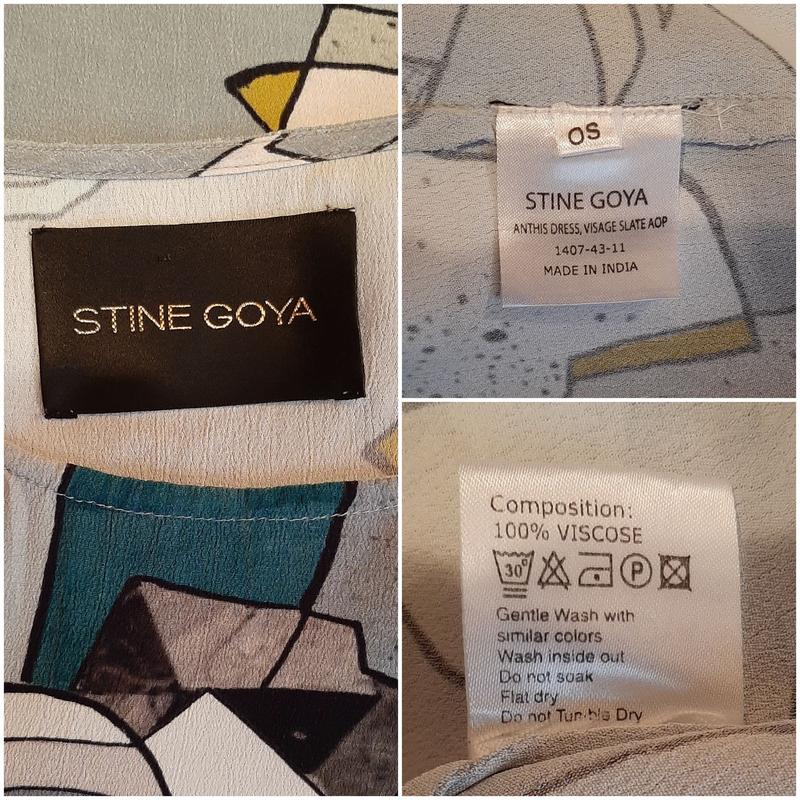 STINE GOYA
OS
STINE GOYA
ANTHIS DRESS, VISAGE SLATE AOP
1407-43-11
MADE IN INDIA
Composition:
100% VISCOSE
30°
P
Gentle Wash with
similar colors
Wash inside out
Do not soak
Flat dry
Do not Tumble Dry